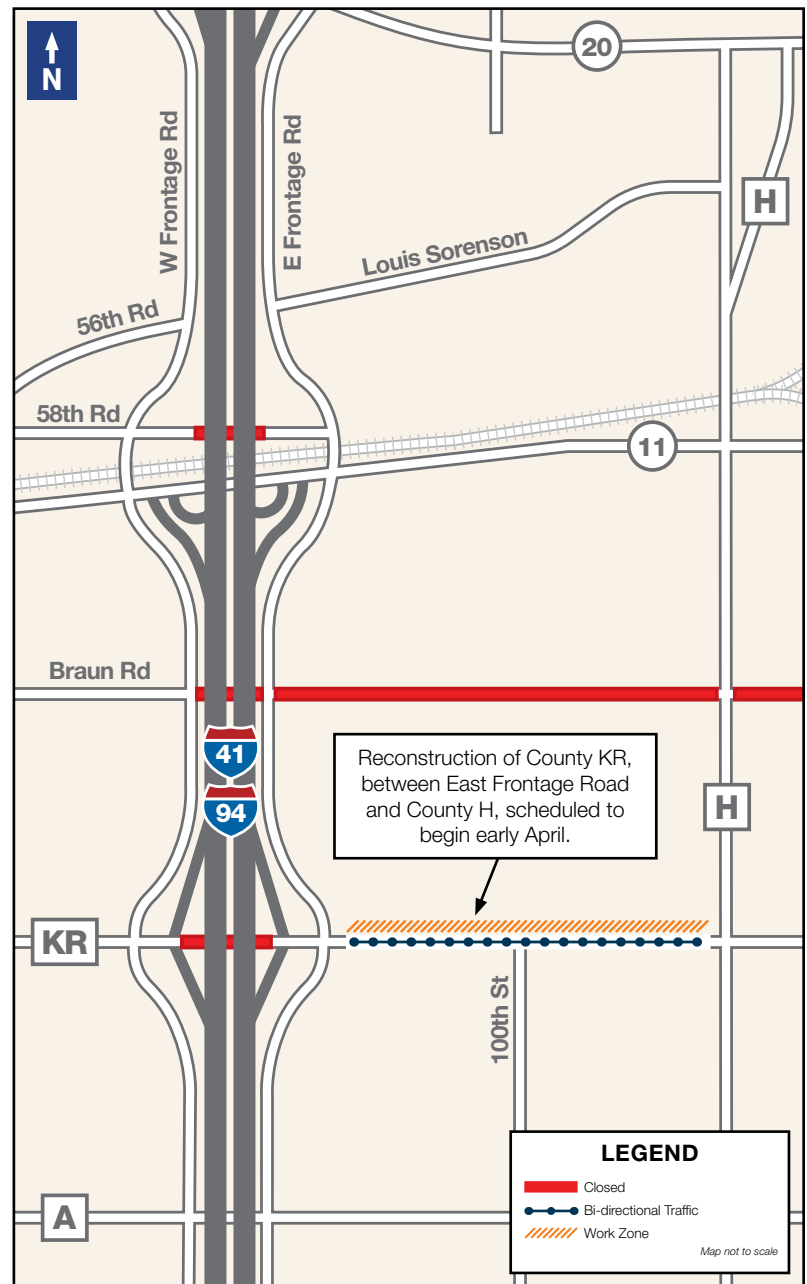 N
20
W Frontage Rd
E Frontage Rd
H
Louis Sorenson
56th Rd
58th Rd
11
Braun Rd
41
94
Reconstruction of County KR,
between East Frontage Road
and County H, scheduled to
begin early April.
H
KR
100th St
A
LEGEND
Closed
Bi-directional Traffic
Work Zone
Map not to scale